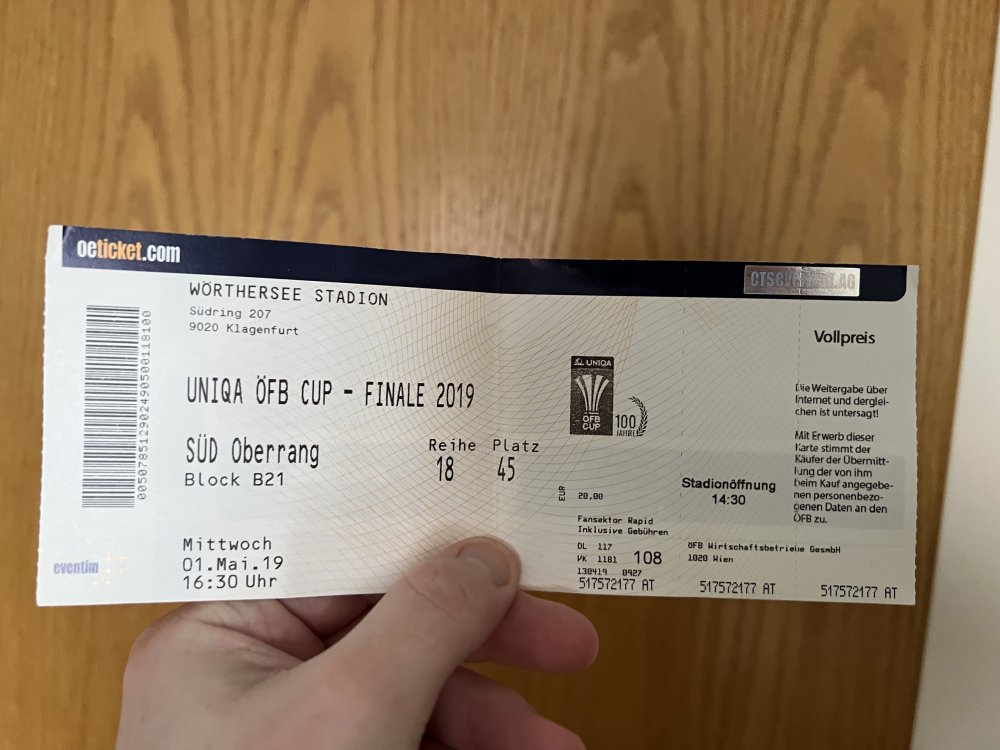 oeticket.com
WÖRTHERSEE STADION
Südring 207
9020 Klagenfurt
UNIQA ÖFB CUP - FINALE 2019
SÜD Oberrang
Block B21
Reihe Platz
18 45
Mittwoch
01.Mai.19
16:30 Uhr
eventim
005078512902490500118100
UNIQA
ÖFB
CUP
100
JAHRE
EUR
20,00
Fansektor Rapid
Inklusive Gebühren
DL 117
VK 1181 108
130419 0927
517572177 AT
Stadionöffnung
14:30
ÖFB Wirtschaftsbetriebe GesmbH
1020 Wien
517572177 AT
Vollpreis
Die Weitergabe über
Internet und derglei-
chen ist untersagt!
Mit Erwerb dieser
Karte stimmt der
Käufer der Übermitt-
lung der von ihm
beim Kauf angegebe-
nen personenbezo-
genen Daten an den
ÖFB zu.
517572177 AT